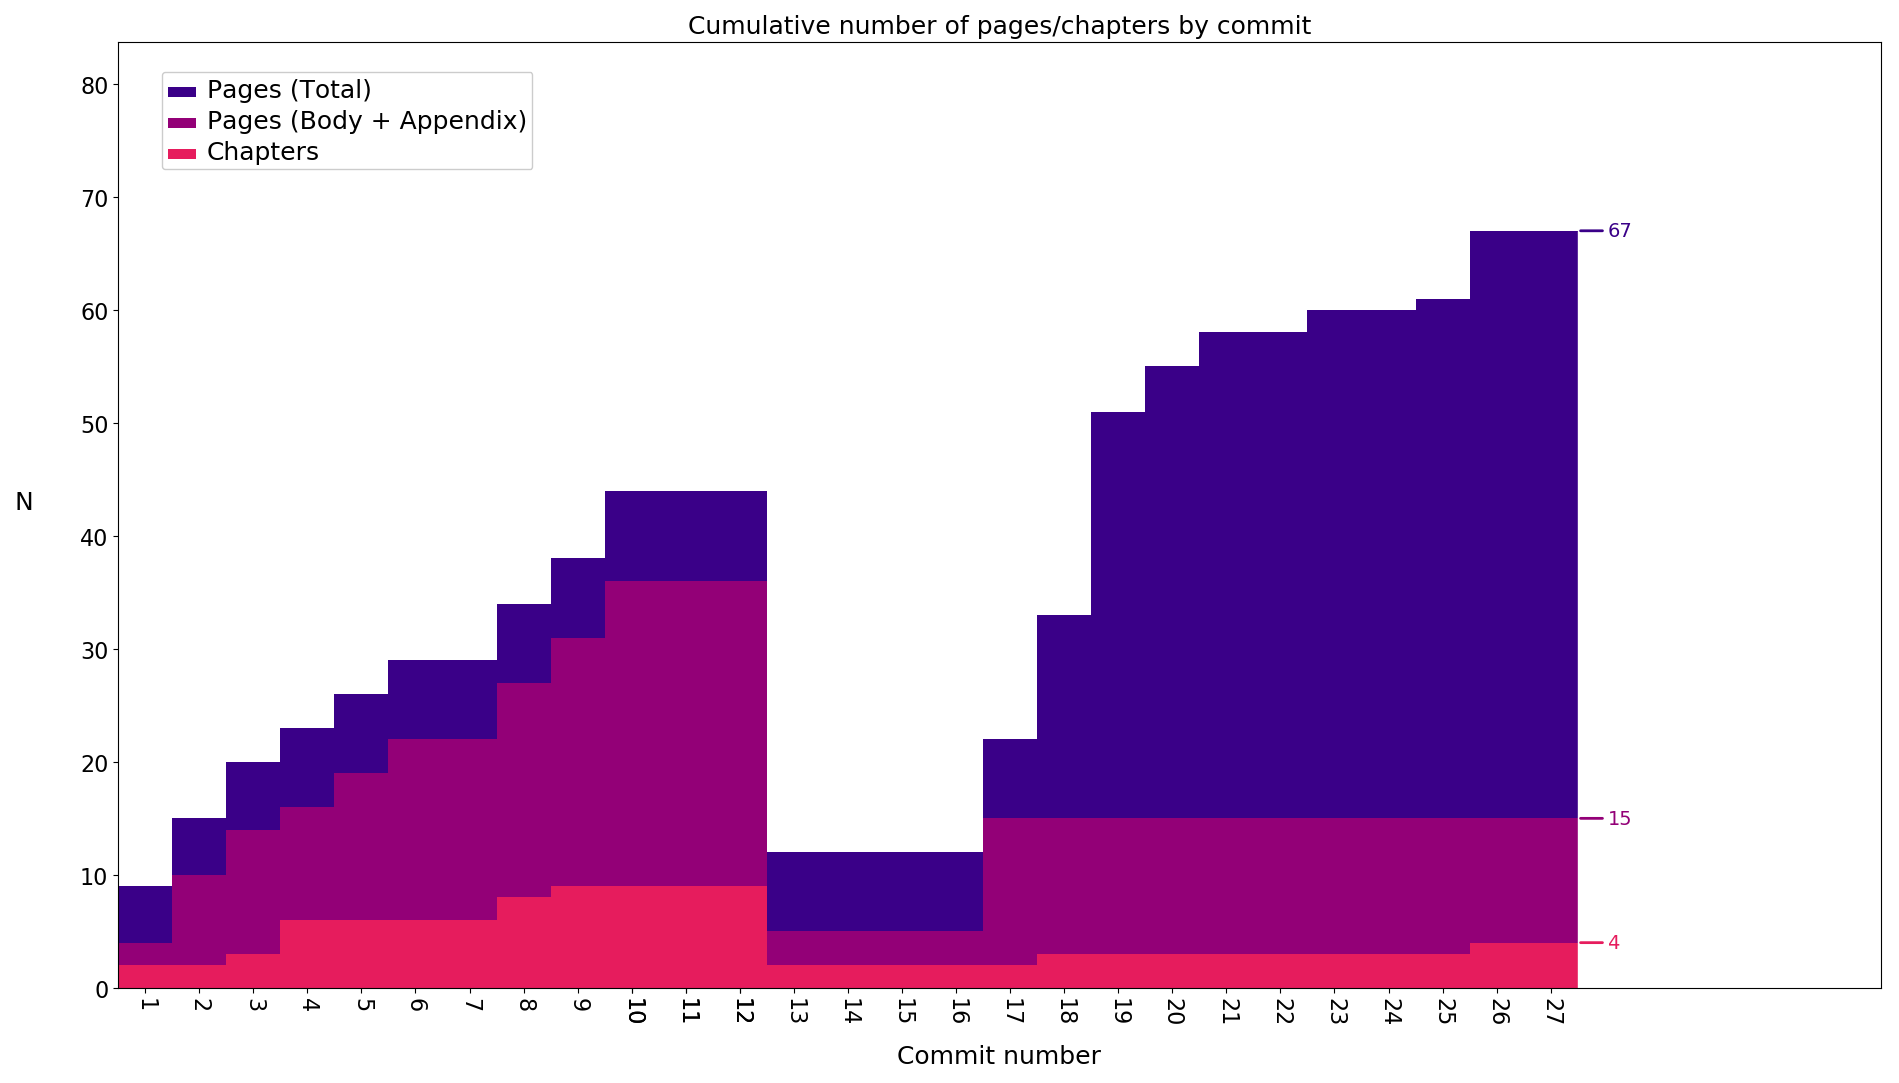 Cumulative number of pages/chapters by commit
Pages (Total)
Pages (Body + Appendix)
Chapters
80
70
60
50
40
30
20
10
0
N
67
15
4
1 2 3 4 5 6 7 8 9 10 11 12 13 14 15 16 17 18 19 20 21 22 23 24 25 26 27
Commit number